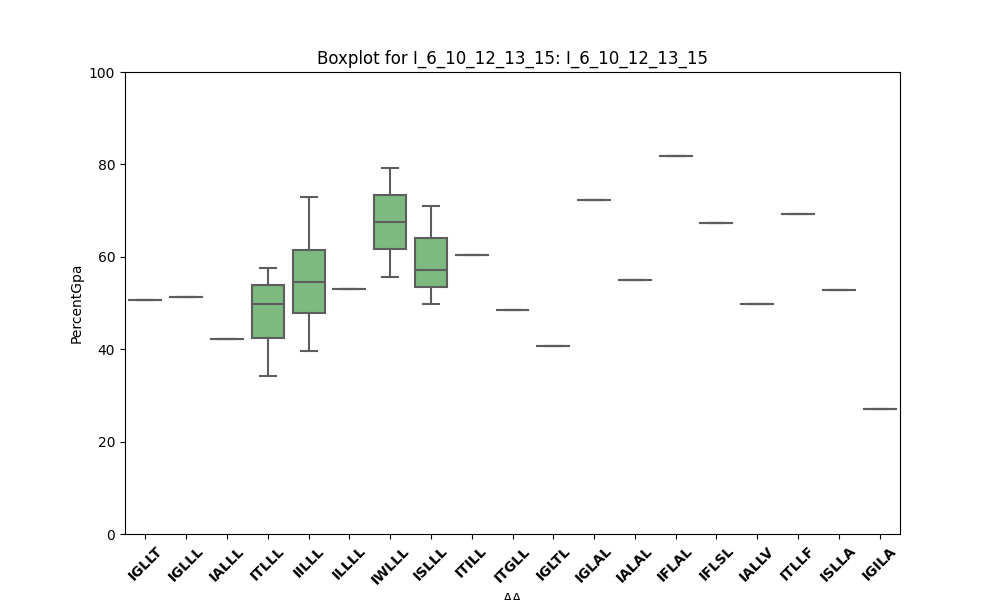 Boxplot for I_6_10_12_13_15: I_6_10_12_13_15
100
80
60
40
20
0
PercentGpa
IGLLT IGLLL IALLL ITLLL IILLL ILLLL IWLLL ISLLL ITILL ITGLL IGLTL IGLAL IALAL IFLAL IFLSL IALLV ITLLF ISLLA IGILA
AA